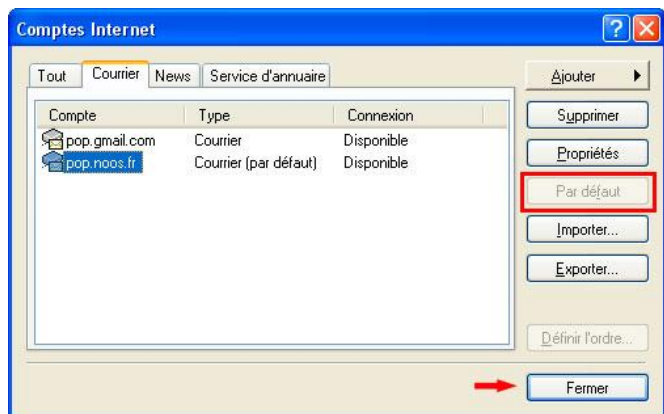 Comptes Internet
Tout Courrier News Service d'annuaire
Compte Type Connexion
pop.gmail.com Courrier Disponible
pop.noos.fr Courrier (par défaut) Disponible
Ajouter
Supprimer
Propriétés
Par défaut
Importer...
Exporter...
Définir l'ordre...
Fermer